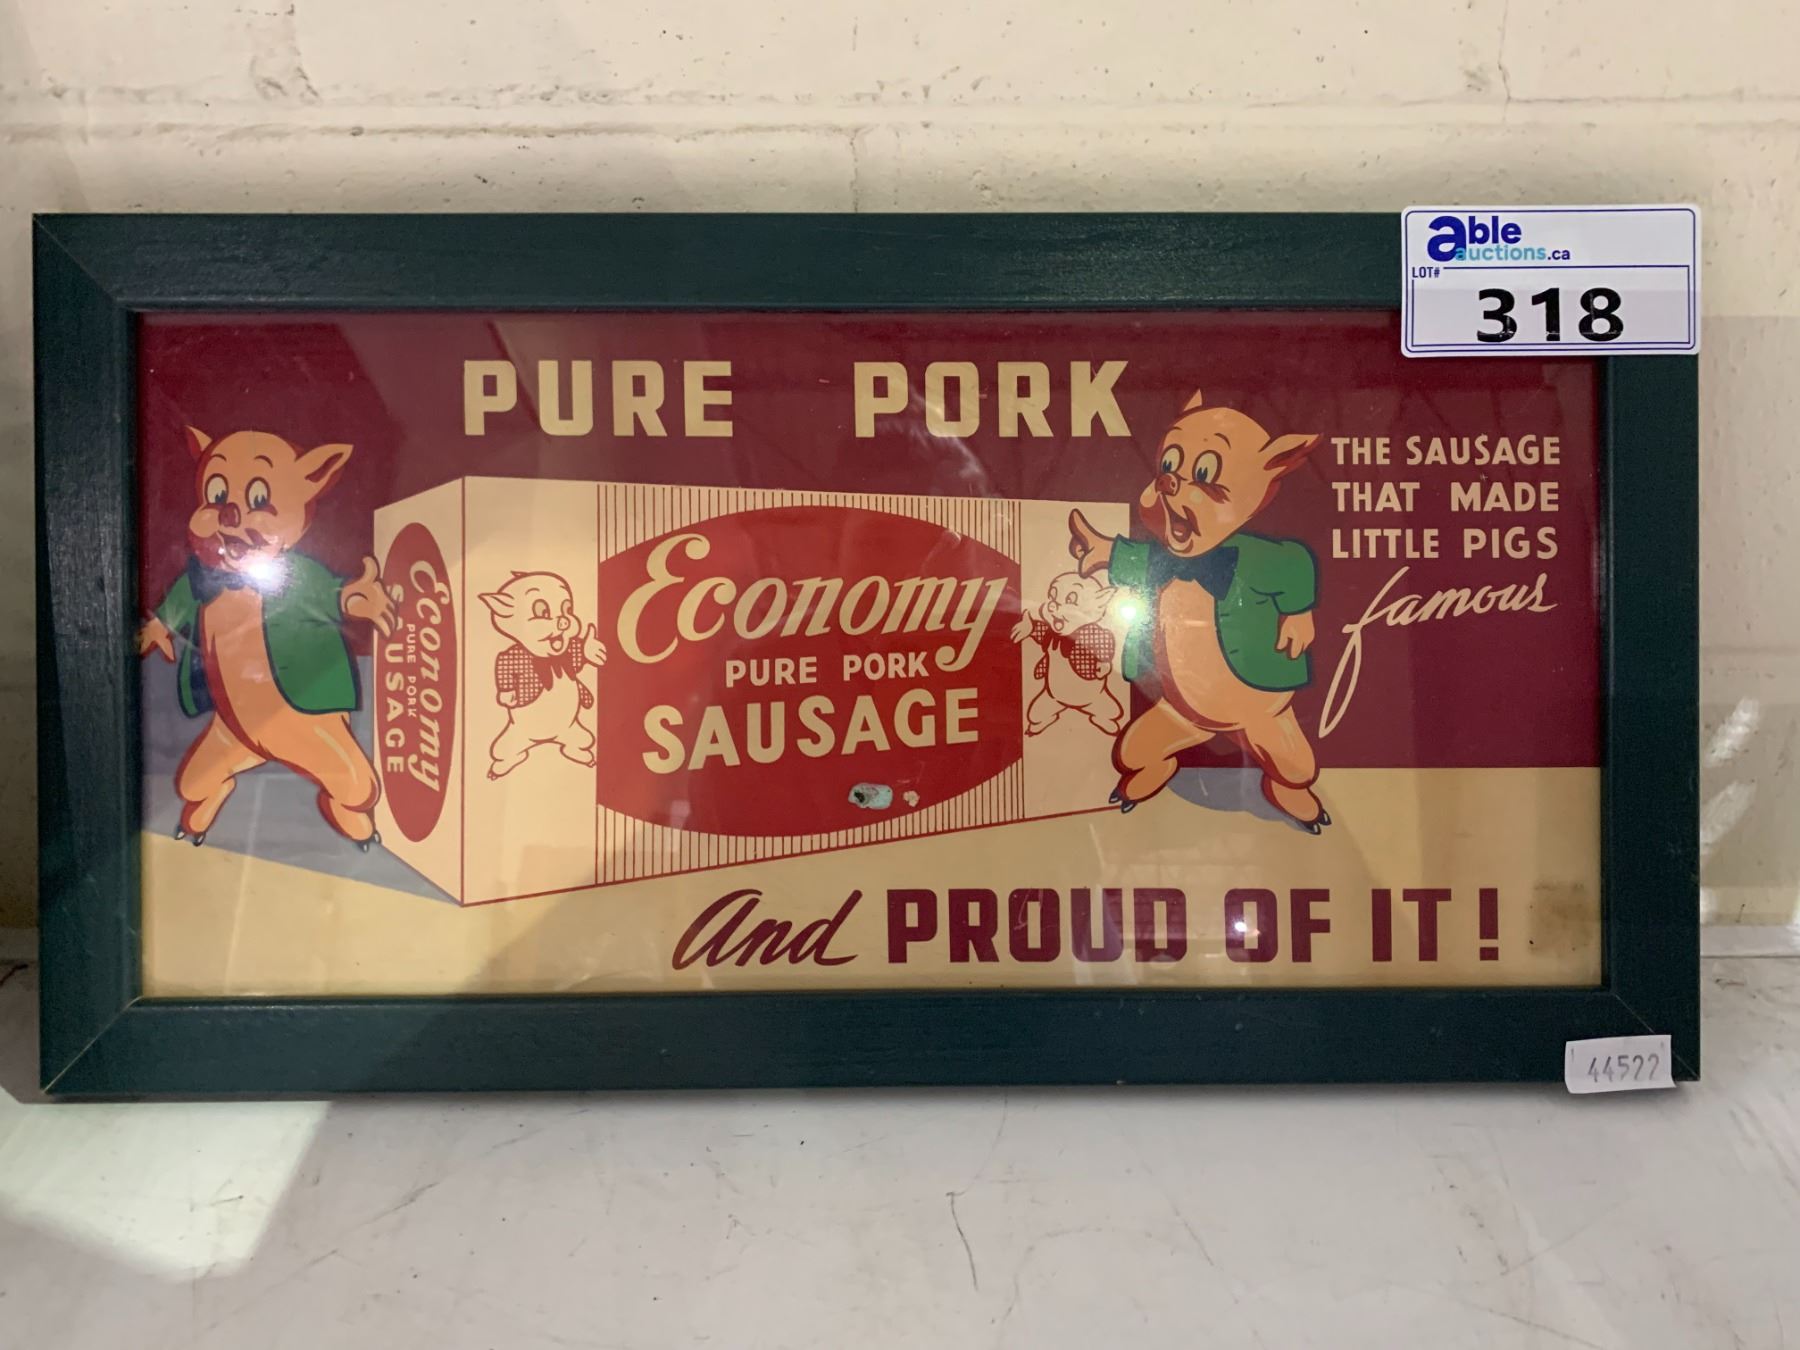 able
auctions.ca
LOT#
318
PURE PORK
THE SAUSAGE
THAT MADE
LITTLE PIGS
famous
Economy
PURE PORK
SAUSAGE
Economy
PURE PORK
SAUSAGE
And PROUD OF IT!
44522